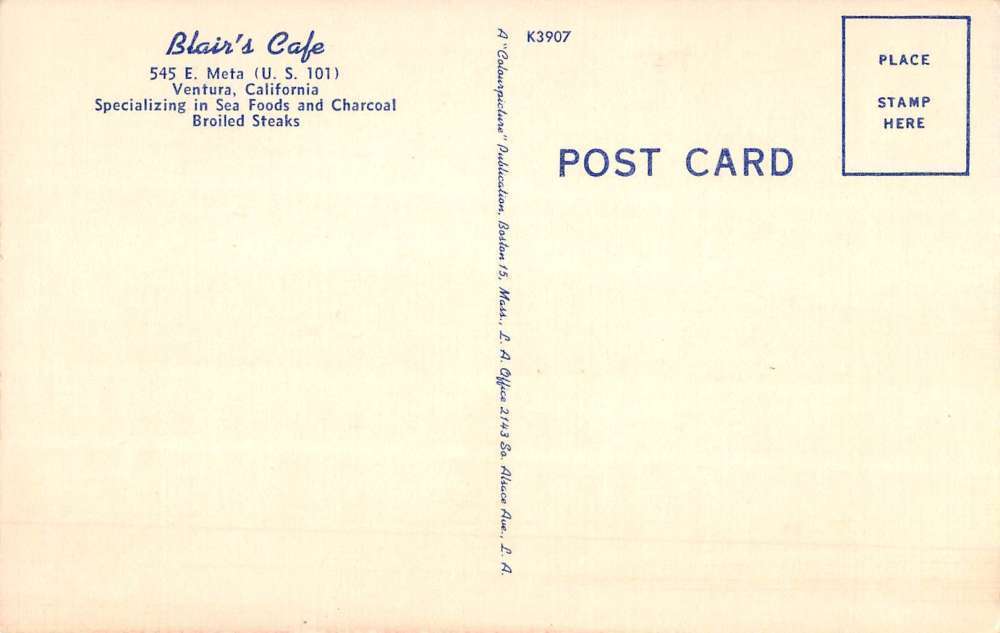 Blair's Cafe
545 E. Meta (U. S. 101)
Ventura, California
Specializing in Sea Foods and Charcoal
Broiled Steaks
A "Colourpicture" Publication, Boston 15, Mass., L. A. Office 2143 So. Alsace Ave., L. A.
K3907
POST CARD
PLACE
STAMP
HERE